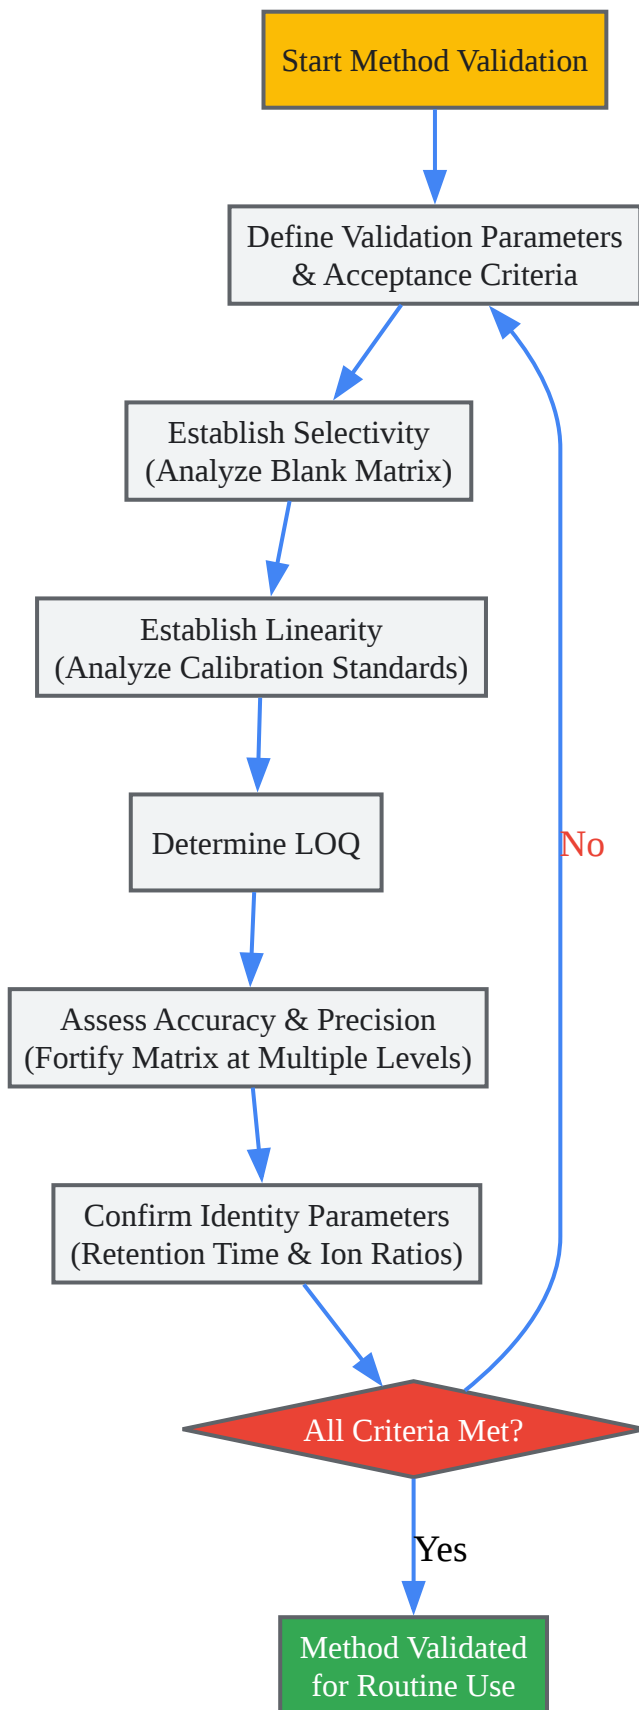 Start Method Validation
Define Validation Parameters
& Acceptance Criteria
Establish Selectivity
(Analyze Blank Matrix)
Establish Linearity
(Analyze Calibration Standards)
Determine LOQ
No
Assess Accuracy & Precision
(Fortify Matrix at Multiple Levels)
Confirm Identity Parameters
(Retention Time & Ion Ratios)
All Criteria Met?
Yes
Method Validated
for Routine Use